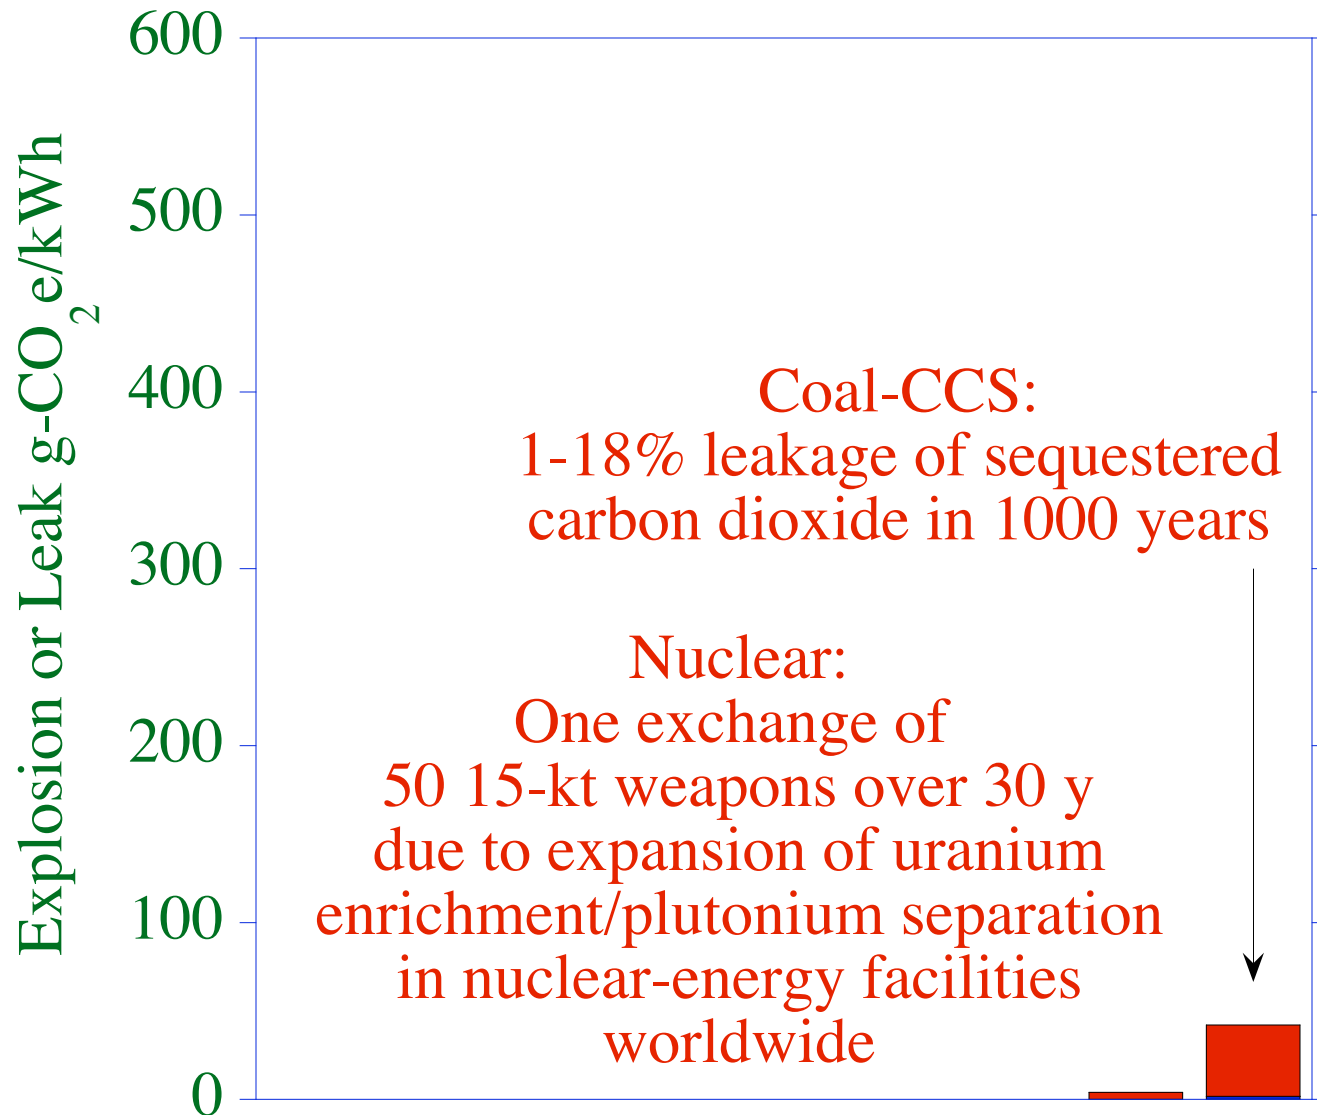 Explosion or Leak g-CO2e/kWh
600
500
400
300
200
100
0
Coal-CCS:
1-18% leakage of sequestered
carbon dioxide in 1000 years
Nuclear:
One exchange of
50 15-kt weapons over 30 y
due to expansion of uranium
enrichment/plutonium separation
in nuclear-energy facilities
worldwide